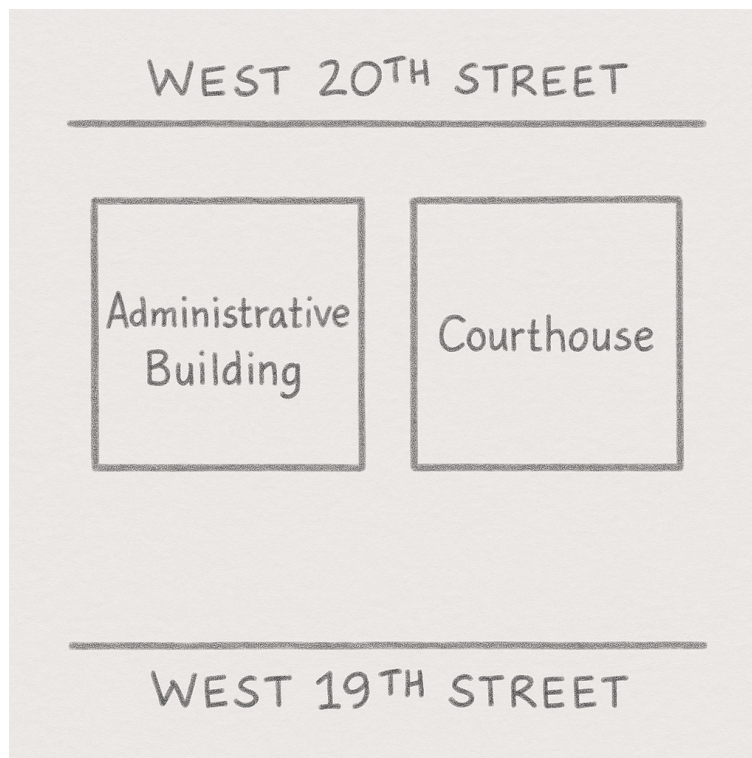 WEST 20TH STREET
Administrative
Building
Courthouse
WEST 19TH STREET